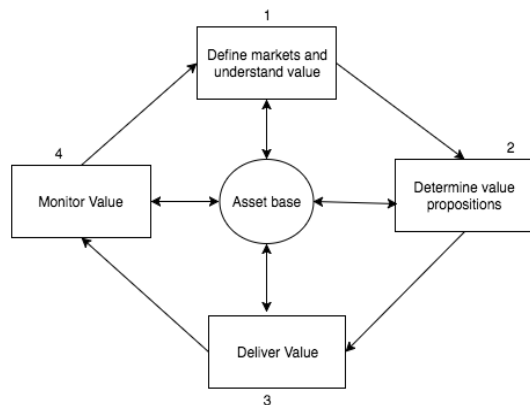 1
Define markets and
understand value
2
Determine value
propositions
4
Monitor Value
Asset base
Deliver Value
3